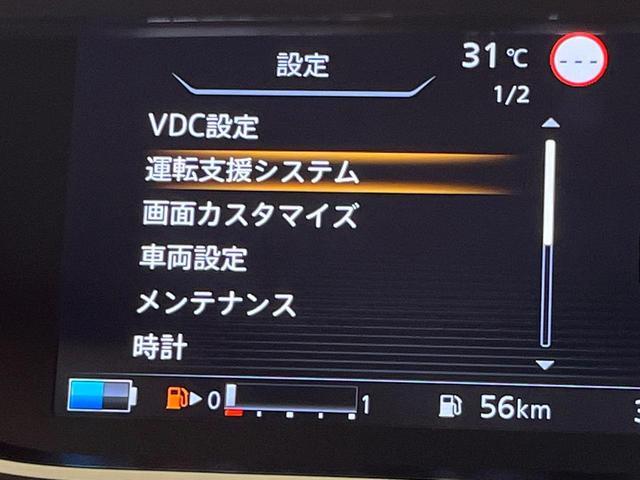 設定
31℃
---
1/2
VDC設定
運転支援システム
画面カスタマイズ
車両設定
メンテナンス
時計
0
1
56km